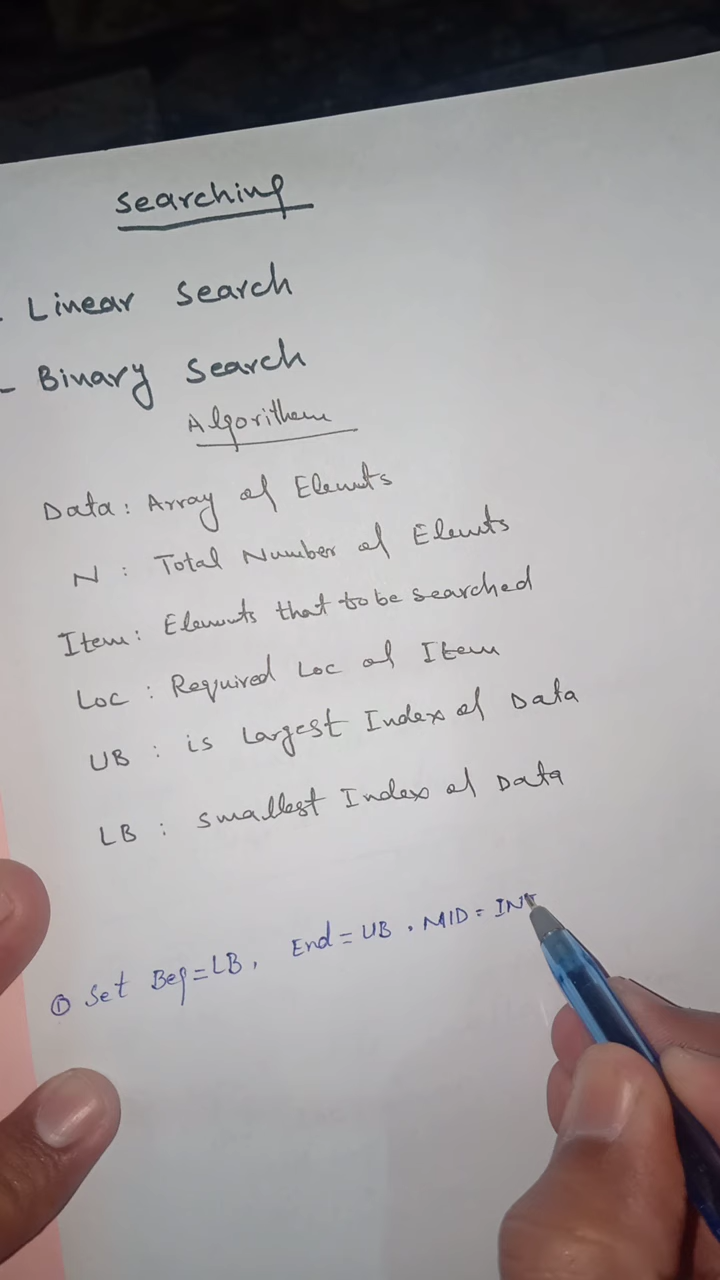 Searching
- Linear Search
- Binary Search
Algorithem
Data : Array of Elements
N : Total Number of Elements
Item : Elements that to be searched
Loc : Required Loc of Item
UB : is Largest Index of Data
LB : Smallest Index of Data
① Set Beg = LB, End = UB, MID = INT